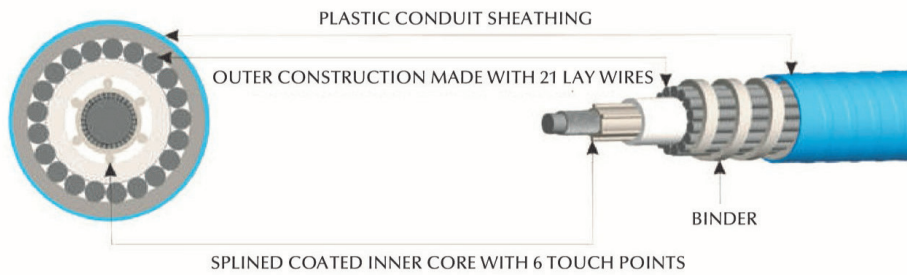 PLASTIC CONDUIT SHEATHING
OUTER CONSTRUCTION MADE WITH 21 LAY WIRES
BINDER
SPLINED COATED INNER CORE WITH 6 TOUCH POINTS